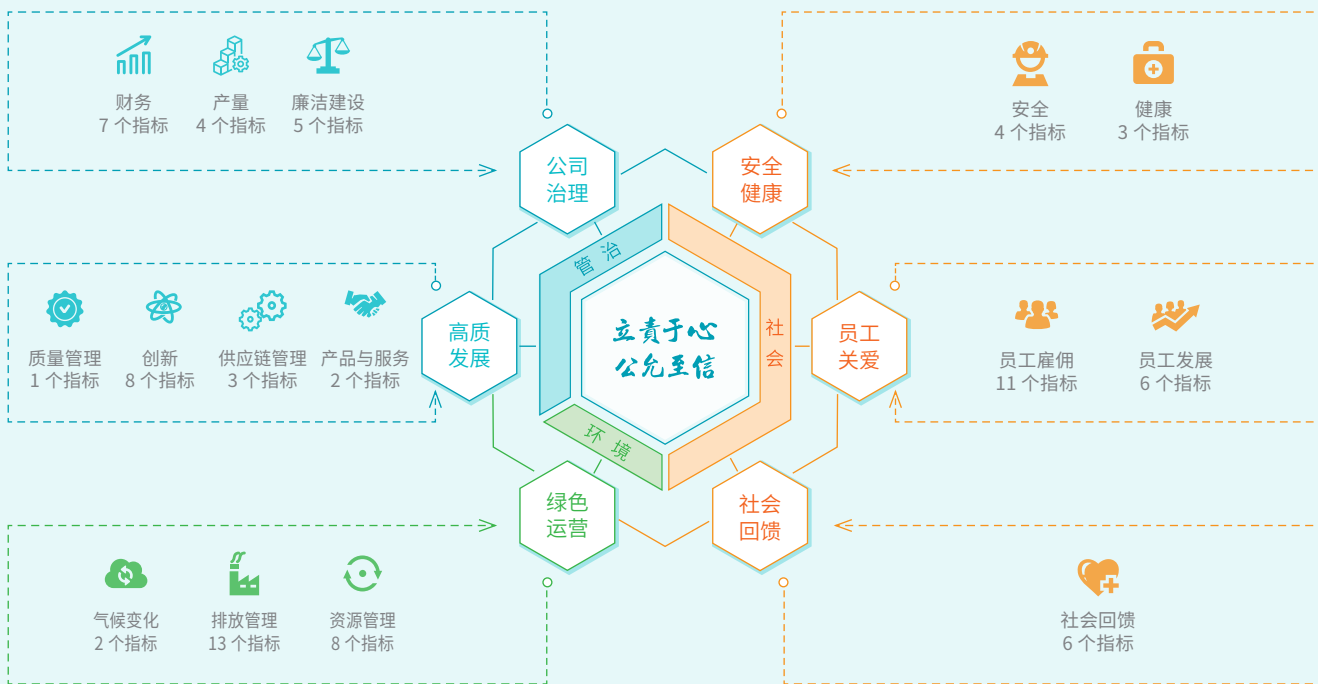 财务
7 个指标
产量
4 个指标
廉洁建设
5 个指标
安全
4 个指标
健康
3 个指标
公司
治理
安全
健康
管治
质量管理
1 个指标
创新
8 个指标
供应链管理
3 个指标
产品与服务
2 个指标
高质
发展
立责于心
公允至信
社会
员工
关爱
员工雇佣
11 个指标
员工发展
6 个指标
环境
绿色
运营
社会
回馈
气候变化
2 个指标
排放管理
13 个指标
资源管理
8 个指标
社会回馈
6 个指标